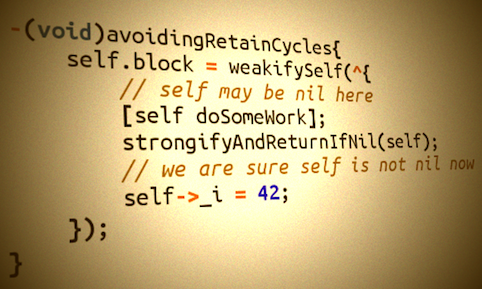 -(void)avoidingRetainCycles{
self.block = weakifySelf(^{
// self may be nil here
[self doSomeWork];
strongifyAndReturnIfNil(self);
// we are sure self is not nil now
self->_i = 42;
});
}